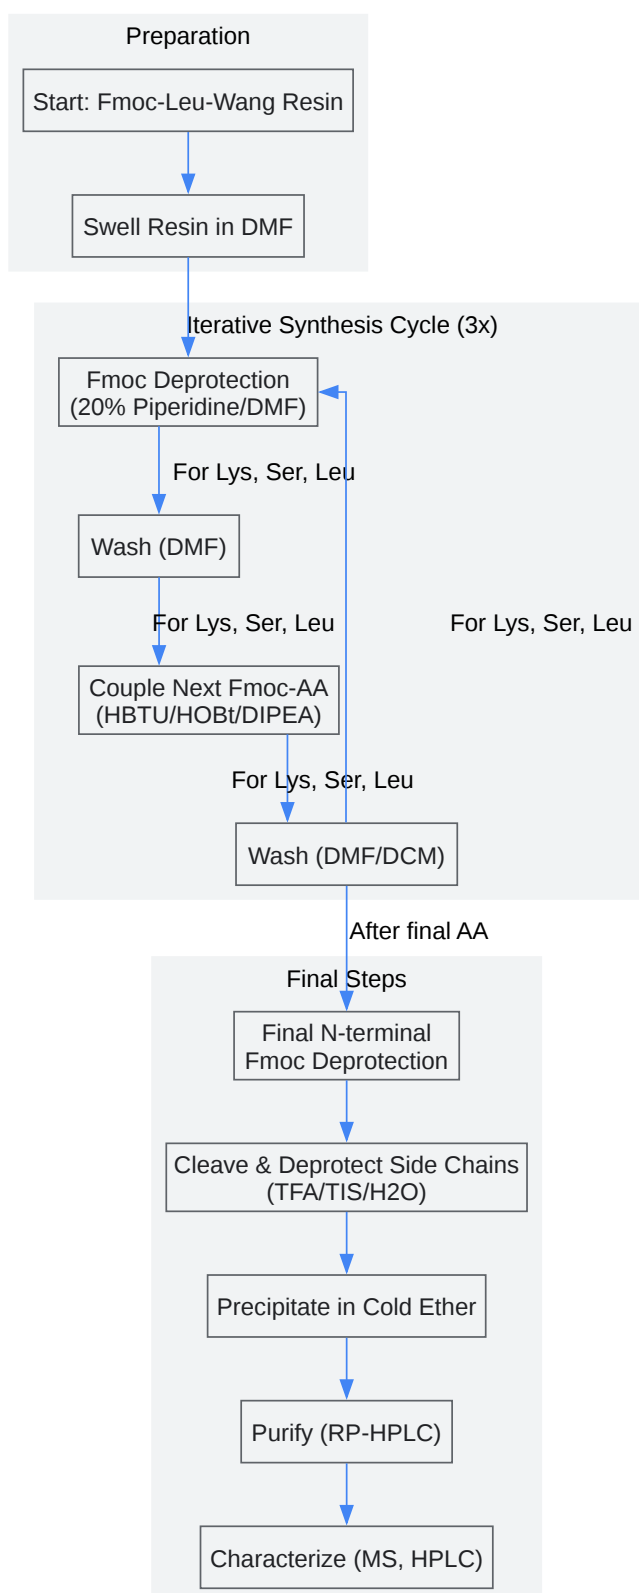 Preparation
Start: Fmoc-Leu-Wang Resin
Swell Resin in DMF
Iterative Synthesis Cycle (3x)
Fmoc Deprotection
(20% Piperidine/DMF)
For Lys, Ser, Leu
Wash (DMF)
For Lys, Ser, Leu
For Lys, Ser, Leu
Couple Next Fmoc-AA
(HBTU/HOBt/DIPEA)
For Lys, Ser, Leu
Wash (DMF/DCM)
After final AA
Final Steps
Final N-terminal
Fmoc Deprotection
Cleave & Deprotect Side Chains
(TFA/TIS/H2O)
Precipitate in Cold Ether
Purify (RP-HPLC)
Characterize (MS, HPLC)